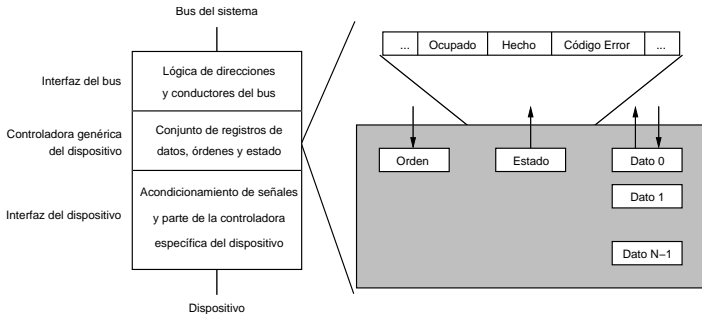 Bus del sistema
Interfaz del bus
Lógica de direcciones
y conductores del bus
Controladora genérica
del dispositivo
Conjunto de registros de
datos, órdenes y estado
Interfaz del dispositivo
Acondicionamiento de señales
y parte de la controladora
específica del dispositivo
Dispositivo
... Ocupado Hecho Código Error ...
Orden Estado Dato 0
Dato 1
Dato N−1